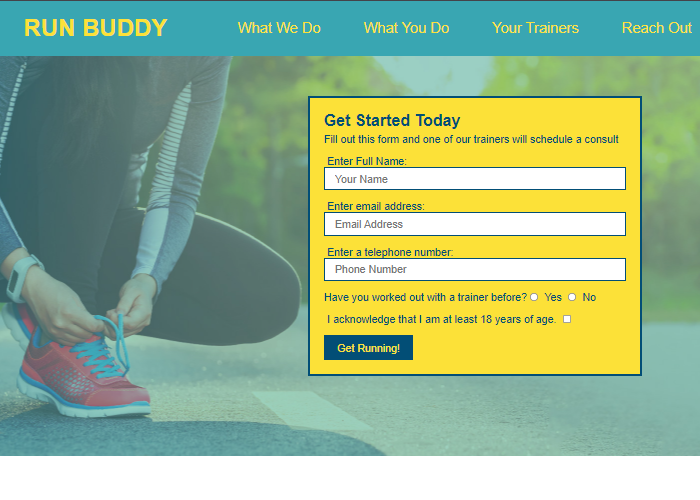 RUN BUDDY What We Do What You Do Your Trainers Reach Out
Get Started Today
Fill out this form and one of our trainers will schedule a consult
Enter Full Name:
Your Name
Enter email address:
Email Address
Enter a telephone number:
Phone Number
Have you worked out with a trainer before? Yes No
I acknowledge that I am at least 18 years of age.
Get Running!